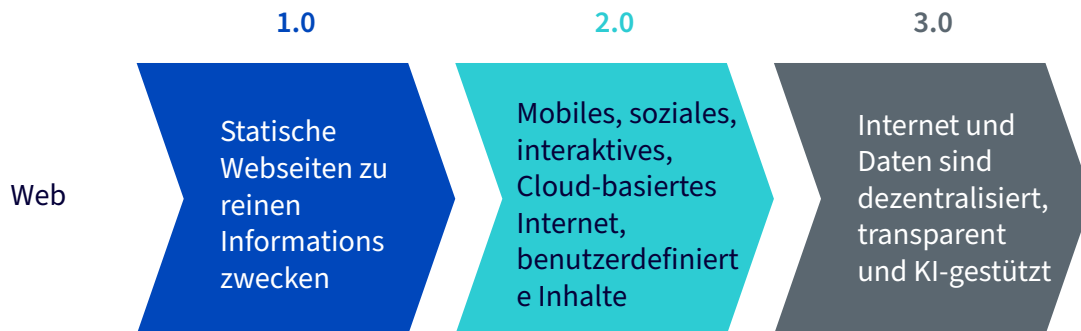 1.0
2.0
3.0
Web
Statische
Webseiten zu
reinen
Informations
zwecken
Mobiles, soziales,
interaktives,
Cloud-basiertes
Internet,
benutzerdefiniert
e Inhalte
Internet und
Daten sind
dezentralisiert,
transparent
und KI-gestützt